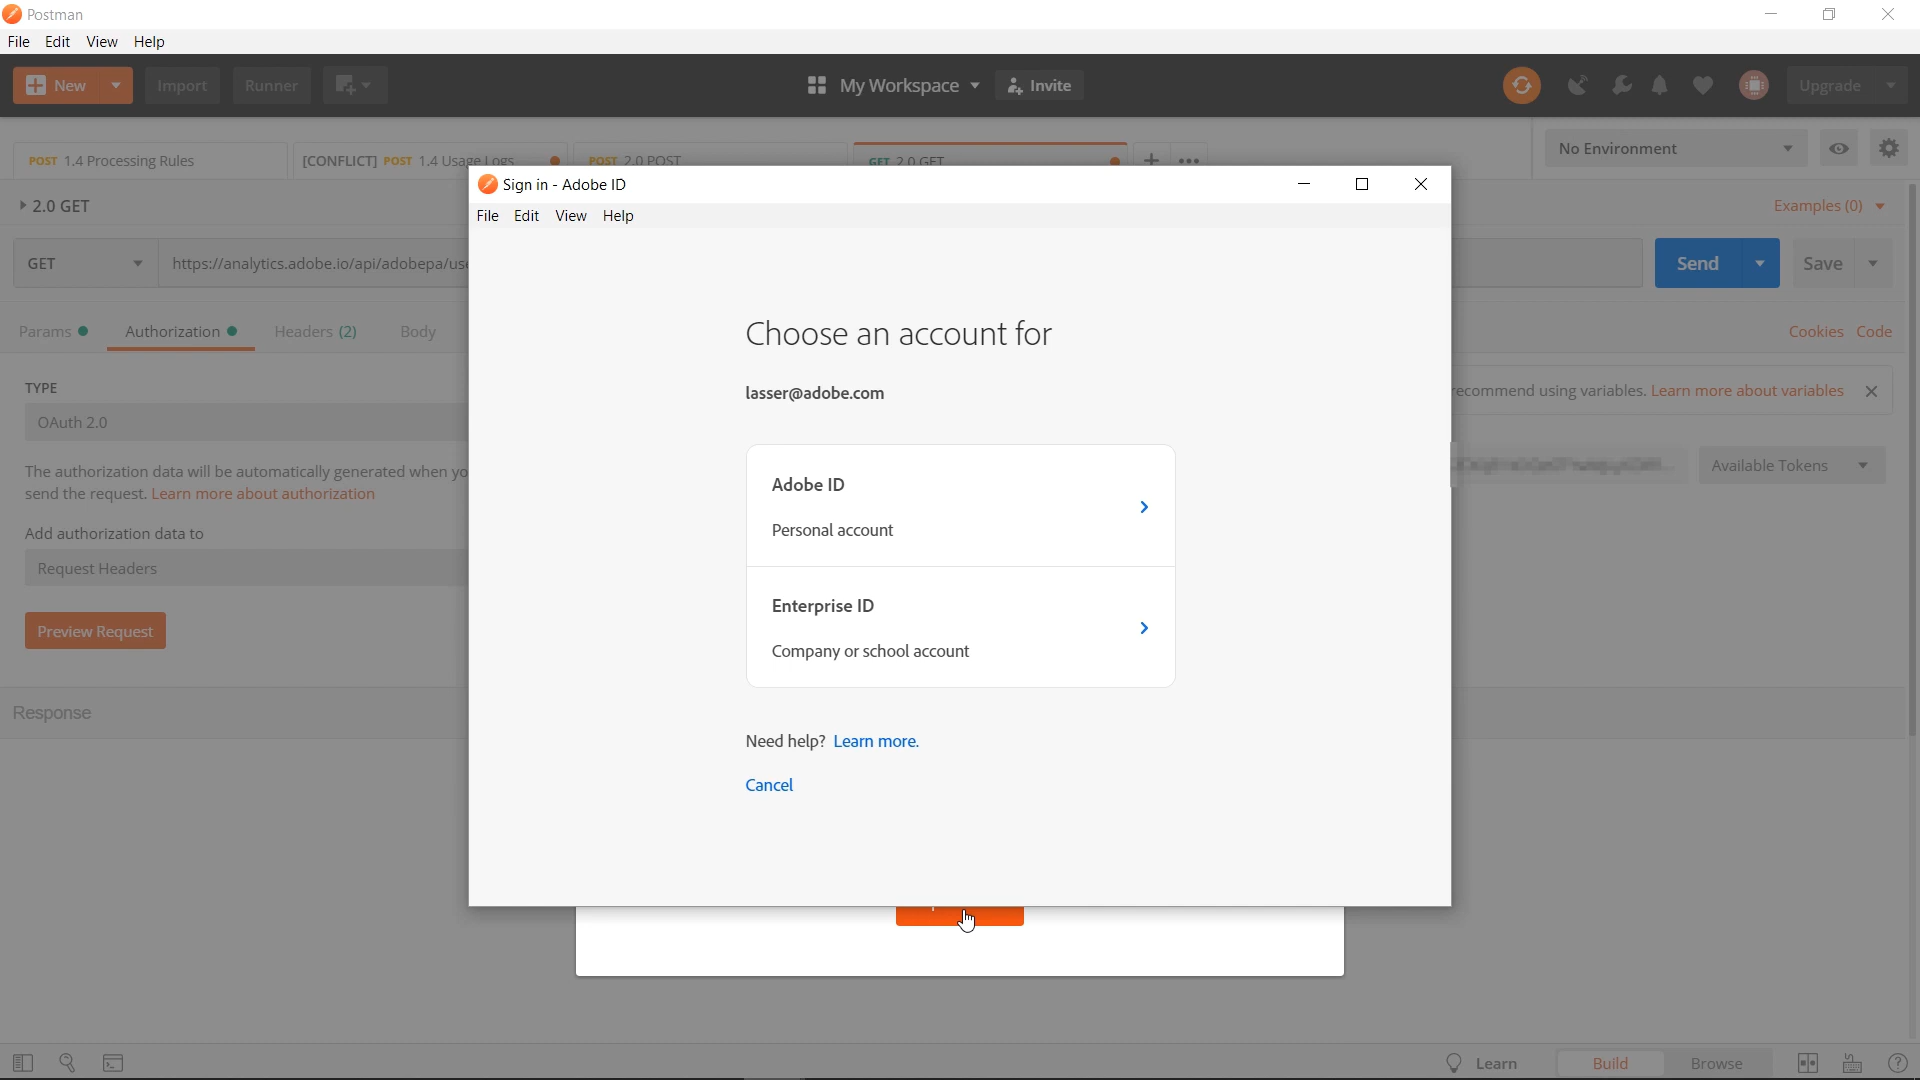 Postman
File Edit View Help
New Import Runner My Workspace Invite Upgrade
POST 1.4 Processing Rules [CONFLICT] POST 1.4 Usage Logs POST 2.0 POST GET 2.0 GET No Environment
Sign in - Adobe ID
2.0 GET Examples (0)
File Edit View Help
GET https://analytics.adobe.io/api/adobepa/us Send Save
Params Authorization Headers (2) Body Cookies Code
Choose an account for
TYPE
lasser@adobe.com
recommend using variables. Learn more about variables
OAuth 2.0
The authorization data will be automatically generated when yo
send the request. Learn more about authorization
Available Tokens
Adobe ID
Personal account
Add authorization data to
Request Headers
Enterprise ID
Company or school account
Preview Request
Response
Need help? Learn more.
Cancel
Learn Build Browse